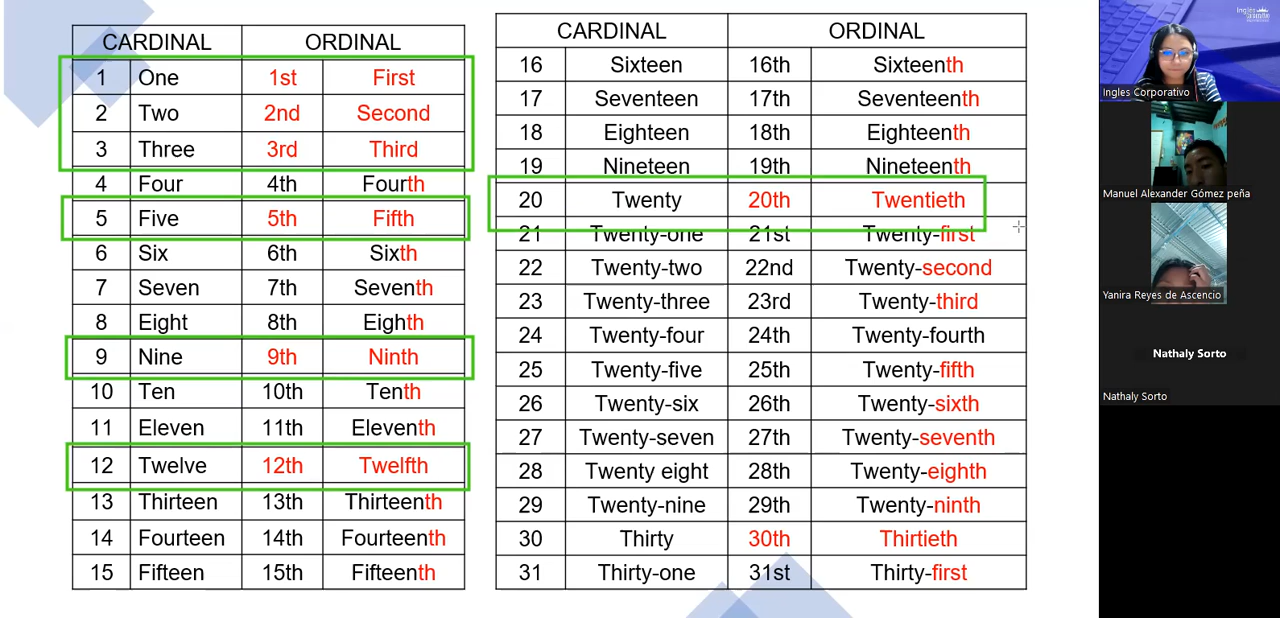 CARDINAL ORDINAL
1 One 1st First
2 Two 2nd Second
3 Three 3rd Third
4 Four 4th Fourth
5 Five 5th Fifth
6 Six 6th Sixth
7 Seven 7th Seventh
8 Eight 8th Eighth
9 Nine 9th Ninth
10 Ten 10th Tenth
11 Eleven 11th Eleventh
12 Twelve 12th Twelfth
13 Thirteen 13th Thirteenth
14 Fourteen 14th Fourteenth
15 Fifteen 15th Fifteenth
CARDINAL ORDINAL
16 Sixteen 16th Sixteenth
17 Seventeen 17th Seventeenth
18 Eighteen 18th Eighteenth
19 Nineteen 19th Nineteenth
20 Twenty 20th Twentieth
21 Twenty-one 21st Twenty-first
22 Twenty-two 22nd Twenty-second
23 Twenty-three 23rd Twenty-third
24 Twenty-four 24th Twenty-fourth
25 Twenty-five 25th Twenty-fifth
26 Twenty-six 26th Twenty-sixth
27 Twenty-seven 27th Twenty-seventh
28 Twenty eight 28th Twenty-eighth
29 Twenty-nine 29th Twenty-ninth
30 Thirty 30th Thirtieth
31 Thirty-one 31st Thirty-first
Ingles
Ingles Corporativo
Manuel Alexander Gómez peña
Yanira Reyes de Ascencio
Nathaly Sorto
Nathaly Sorto